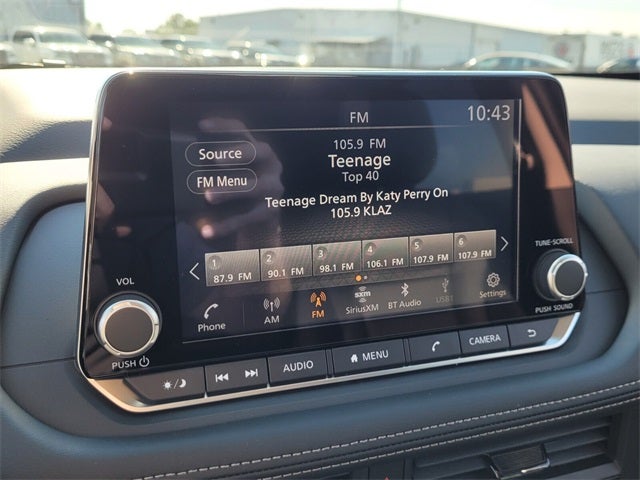 FM
10:43
Source
FM Menu
105.9 FM
Teenage
Top 40
Teenage Dream By Katy Perry On
105.9 KLAZ
1 2 3 4 5 6
87.9 FM 90.1 FM 98.1 FM 106.1 FM 107.9 FM 107.9 FM
Phone AM FM SiriusXM BT Audio USB1 Settings
sxm
VOL
PUSH
TUNE·SCROLL
PUSH SOUND
AUDIO MENU CAMERA